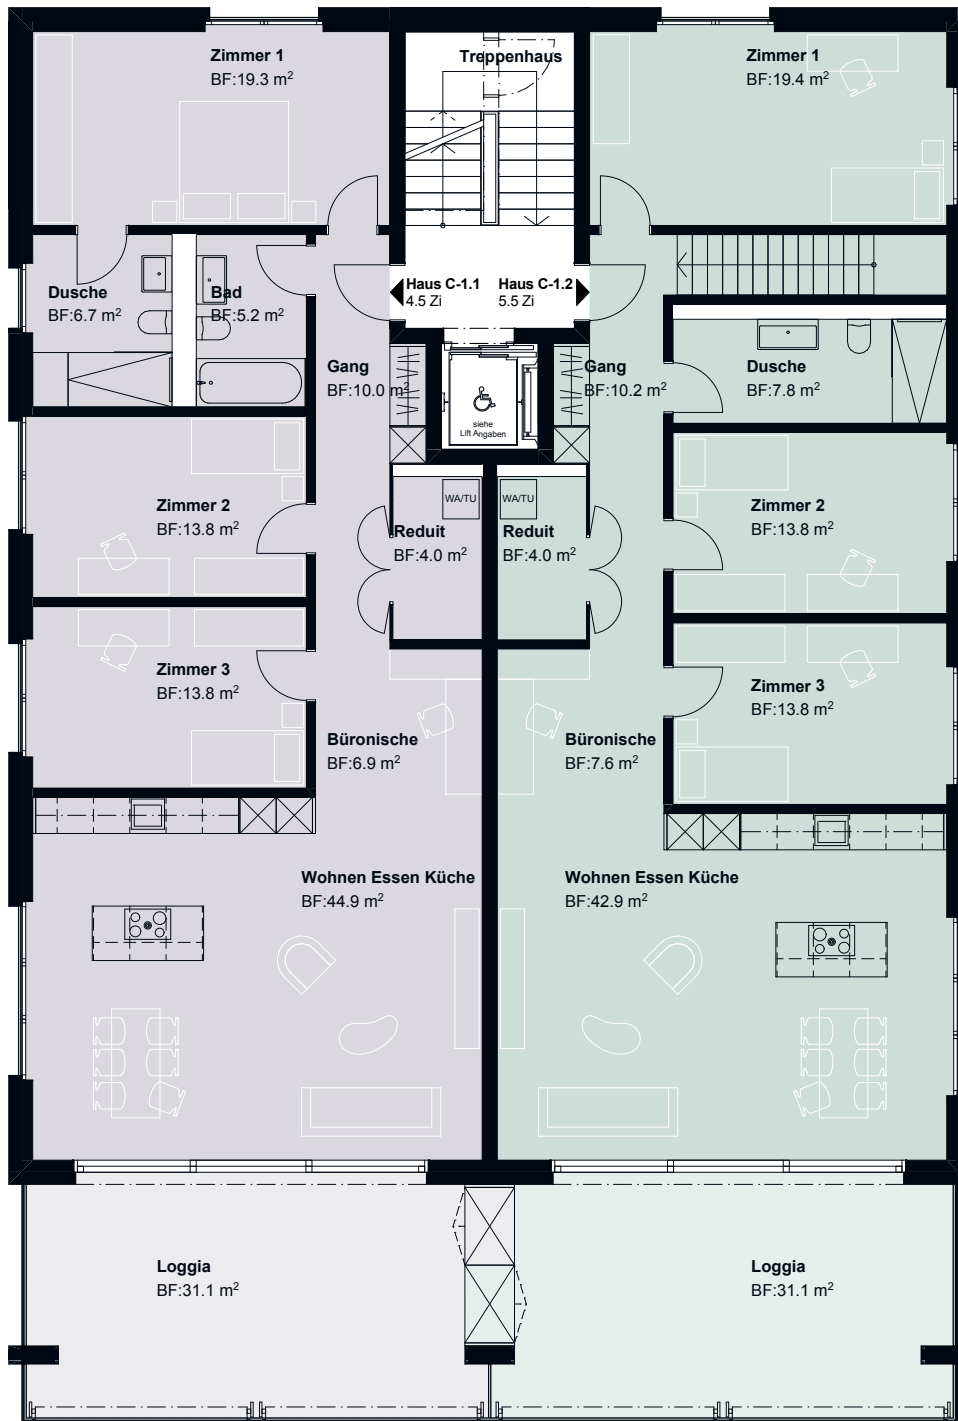 Zimmer 1
BF:19.3 m²
Treppenhaus
Zimmer 1
BF:19.4 m²
Dusche
BF:6.7 m²
Bad
BF:5.2 m²
Haus C-1.1
4.5 Zi
Haus C-1.2
5.5 Zi
Gang
BF:10.0 m²
siehe
Lift Angaben
Gang
BF:10.2 m²
Dusche
BF:7.8 m²
Zimmer 2
BF:13.8 m²
WA/TU
Reduit
BF:4.0 m²
WA/TU
Reduit
BF:4.0 m²
Zimmer 2
BF:13.8 m²
Zimmer 3
BF:13.8 m²
Zimmer 3
BF:13.8 m²
Büronische
BF:6.9 m²
Büronische
BF:7.6 m²
Wohnen Essen Küche
BF:44.9 m²
Wohnen Essen Küche
BF:42.9 m²
Loggia
BF:31.1 m²
Loggia
BF:31.1 m²